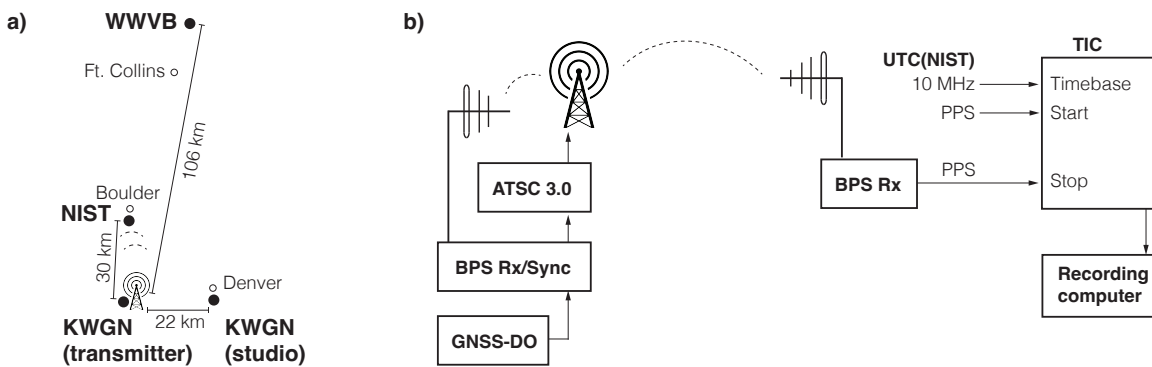 a)
WWVB
Ft. Collins
106 km
Boulder
NIST
30 km
Denver
22 km
KWGN
(transmitter)
KWGN
(studio)
b)
ATSC 3.0
BPS Rx/Sync
GNSS-DO
BPS Rx
UTC(NIST)
10 MHz
PPS
PPS
TIC
Timebase
Start
Stop
Recording
computer